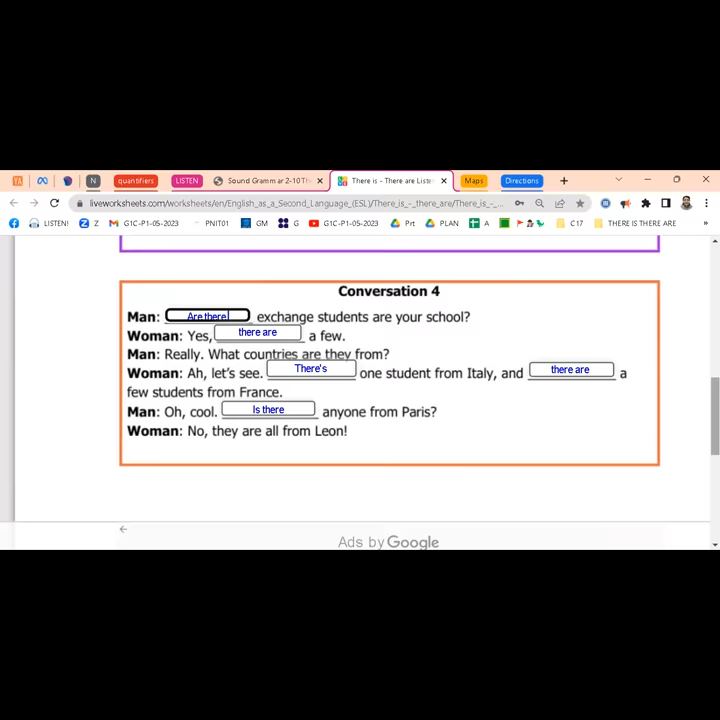 N quantifiers LISTEN Sound Grammar 2-10 Th × There is - There are Liste × Maps Directions +
liveworksheets.com/worksheets/en/English_as_a_Second_Language_(ESL)/There_is_-_there_are/There_is_-_...
LISTEN! Z G1C-P1-05-2023 PNIT01 GM G G1C-P1-05-2023 Prt PLAN A C17 THERE IS THERE ARE »
Conversation 4
Man: Are there exchange students are your school?
Woman: Yes, there are a few.
Man: Really. What countries are they from?
Woman: Ah, let's see. There's one student from Italy, and there are a
few students from France.
Man: Oh, cool. Is there anyone from Paris?
Woman: No, they are all from Leon!
Ads by Google